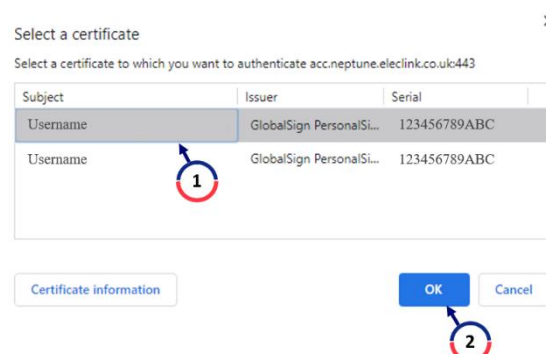 Select a certificate
Select a certificate to which you want to authenticate acc.neptune.eleclink.co.uk:443
Subject Issuer Serial
Username GlobalSign PersonalSi... 123456789ABC
Username GlobalSign PersonalSi... 123456789ABC
1
Certificate information OK Cancel
2